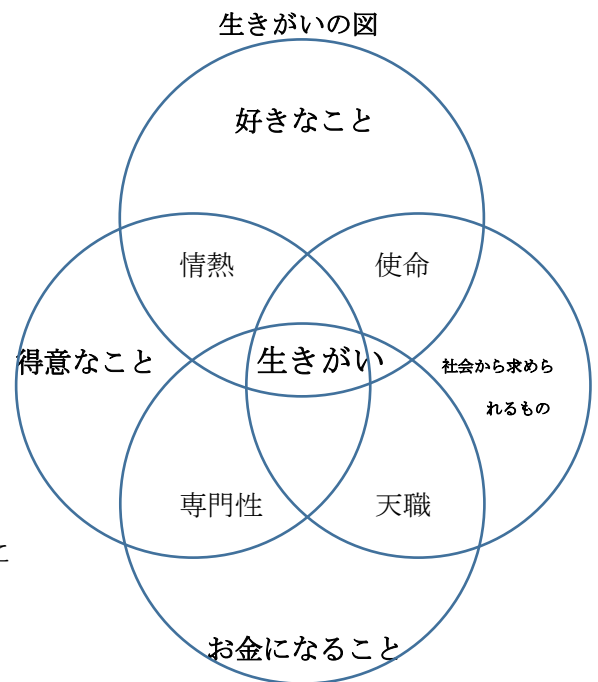 生きがいの図
好きなこと
情熱
使命
得意なこと
生きがい
社会から求めら
れるもの
専門性
天職
お金になること